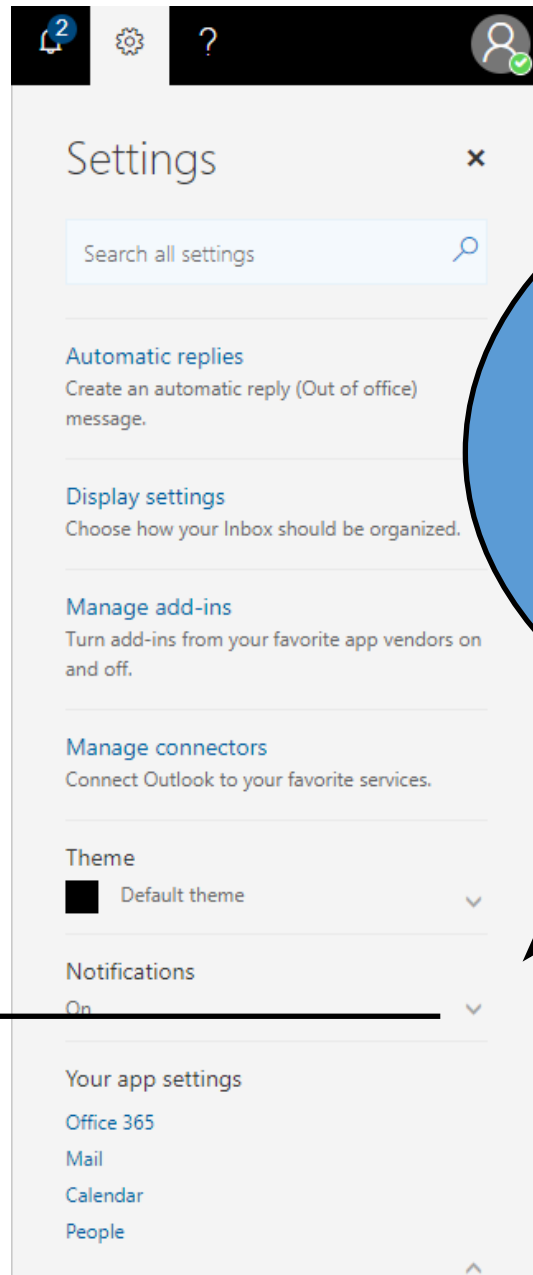 2
?
Settings
Search all settings
Automatic replies
Create an automatic reply (Out of office)
message.
Display settings
Choose how your Inbox should be organized.
Manage add-ins
Turn add-ins from your favorite app vendors on
and off.
Manage connectors
Connect Outlook to your favorite services.
Theme
Default theme
Notifications
On
Your app settings
Office 365
Mail
Calendar
People